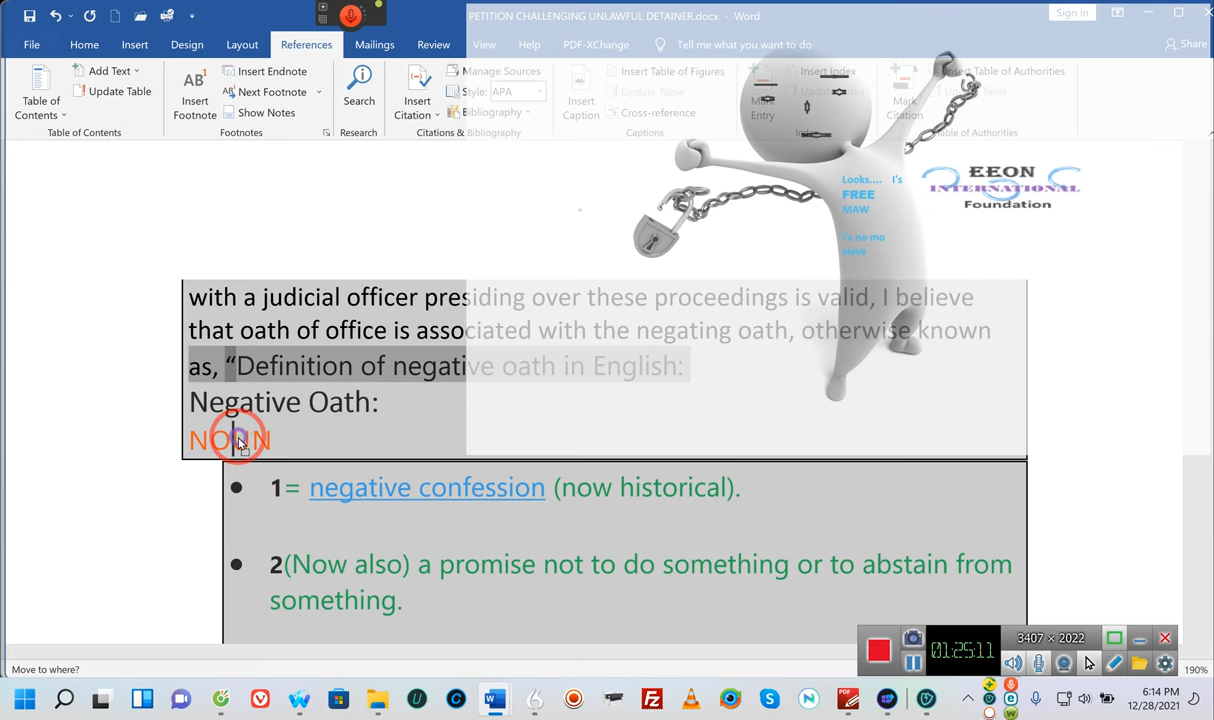 PETITION CHALLENGING UNLAWFUL DETAINER.docx - Word
Sign in
File
Home
Insert
Design
Layout
References
Mailings
Review
View
Help
PDF-XChange
Tell me what you want to do
Share
Table of Contents
Add Text
Update Table
Table of Contents
AB1
Insert Footnote
Insert Endnote
Next Footnote
Show Notes
Footnotes
Search
Research
Insert Citation
Manage Sources
Style: APA
Bibliography
Citations & Bibliography
Insert Caption
Insert Table of Figures
Update Table
Cross-reference
Captions
Mark Entry
Insert Index
Update Index
Mark Citation
Insert Table of Authorities
Table of Authorities
Looks.... I's
FREE
MAW
I's no mo
slave
EEON
INTERNATIONAL
Foundation
with a judicial officer presiding over these proceedings is valid, I believe
that oath of office is associated with the negating oath, otherwise known
as, “Definition of negative oath in English:
Negative Oath:
NOUN
1= negative confession (now historical).
2(Now also) a promise not to do something or to abstain from
something.
3407 × 2022
01:25:11
Move to where?
190%
6:14 PM
12/28/2021